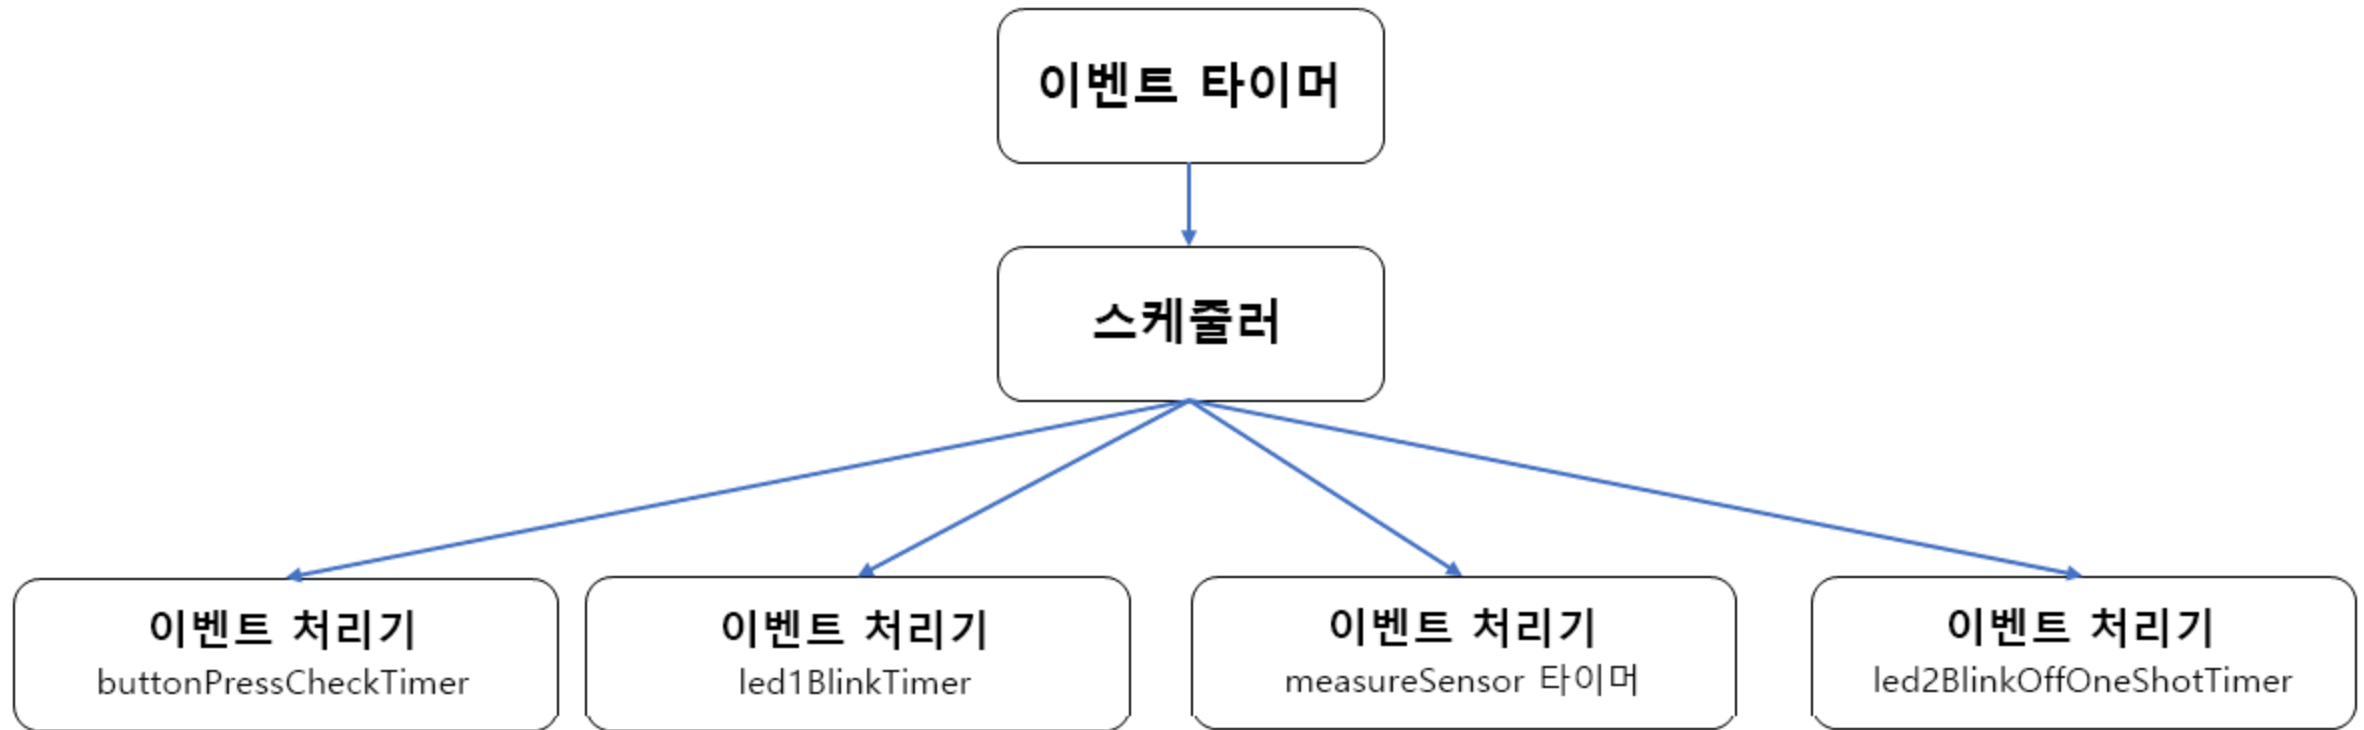 이벤트 타이머
스케줄러
이벤트 처리기
buttonPressCheckTimer
이벤트 처리기
led1BlinkTimer
이벤트 처리기
measureSensor 타이머
이벤트 처리기
led2BlinkOffOneShotTimer